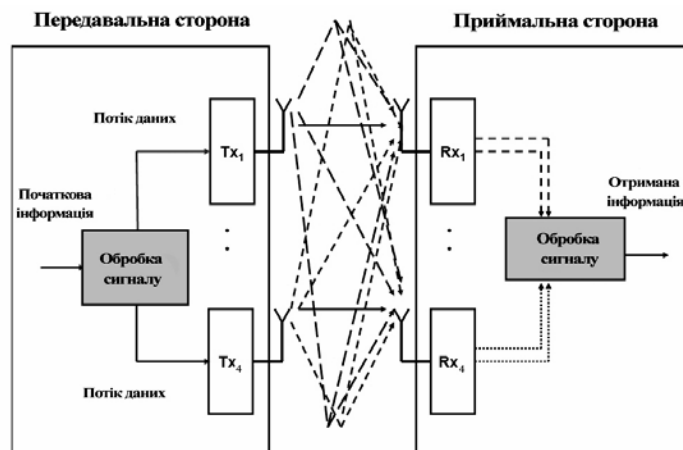 Передавальна сторона
Приймальна сторона
Потік даних
Tx1
Rx1
Початкова
інформація
Отримана
інформація
Обробка
сигналу
Обробка
сигналу
Tx4
Rx4
Потік даних